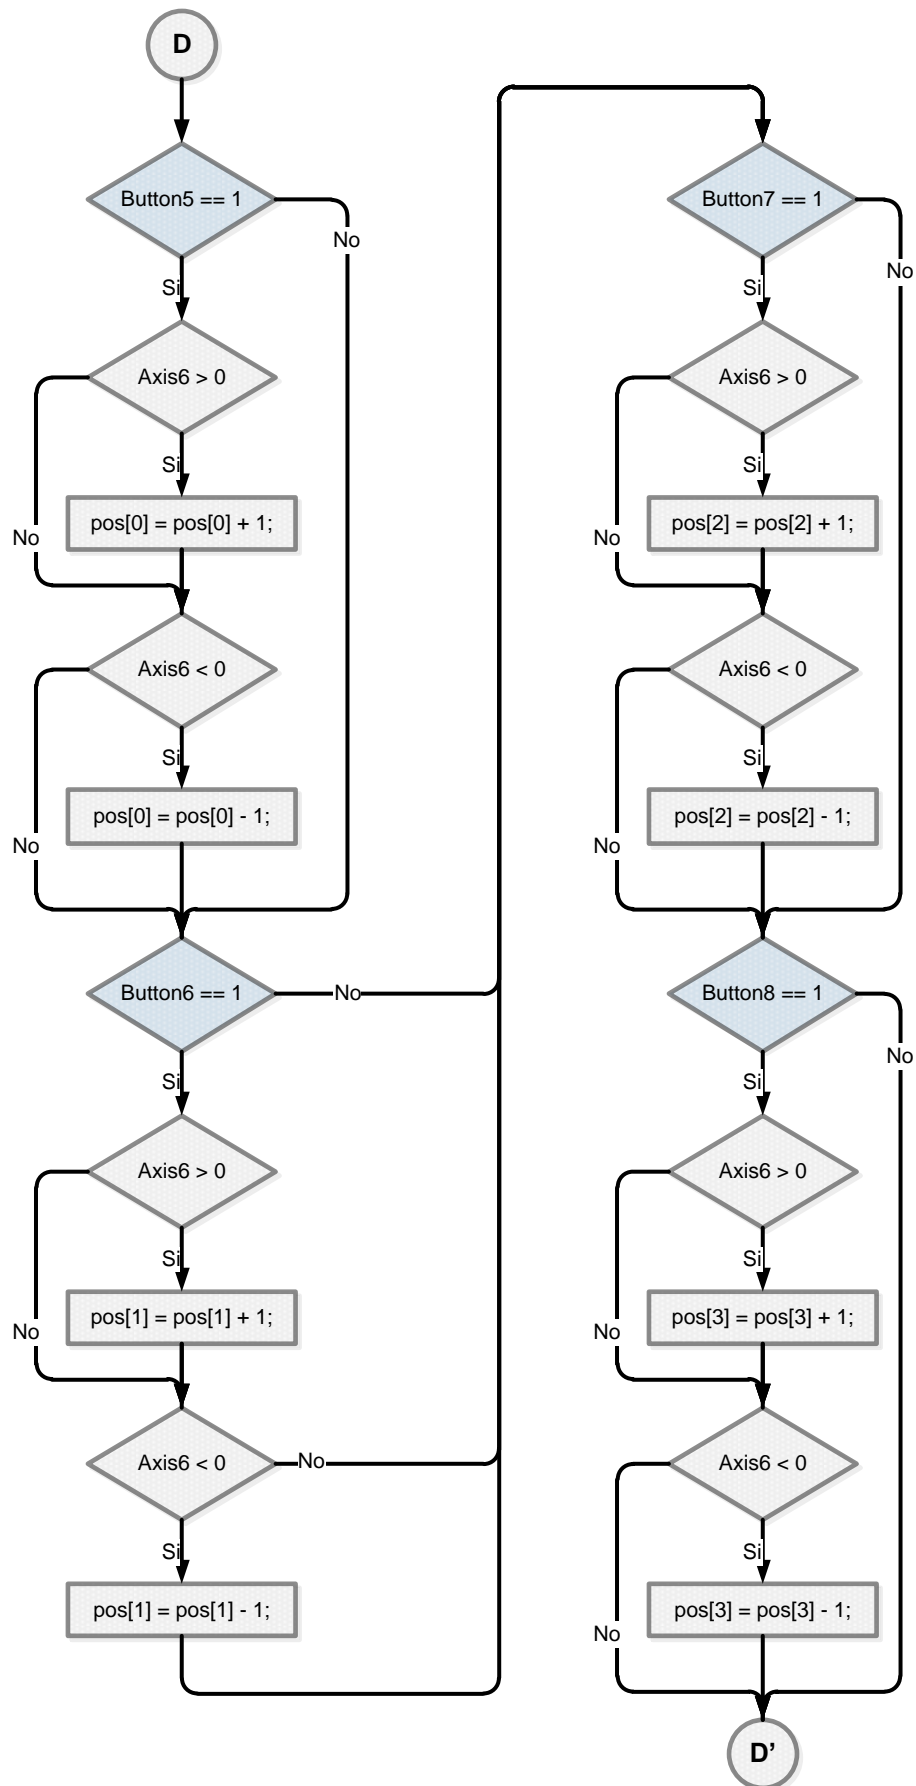 D
Button5 == 1
No
Si
Axis6 > 0
Si
pos[0] = pos[0] + 1;
No
Axis6 < 0
Si
pos[0] = pos[0] - 1;
No
Button6 == 1
No
Si
Axis6 > 0
Si
pos[1] = pos[1] + 1;
No
Axis6 < 0
No
Si
pos[1] = pos[1] - 1;
Button7 == 1
No
Si
Axis6 > 0
Si
pos[2] = pos[2] + 1;
No
Axis6 < 0
Si
pos[2] = pos[2] - 1;
No
Button8 == 1
No
Si
Axis6 > 0
Si
pos[3] = pos[3] + 1;
No
Axis6 < 0
Si
pos[3] = pos[3] - 1;
No
D’